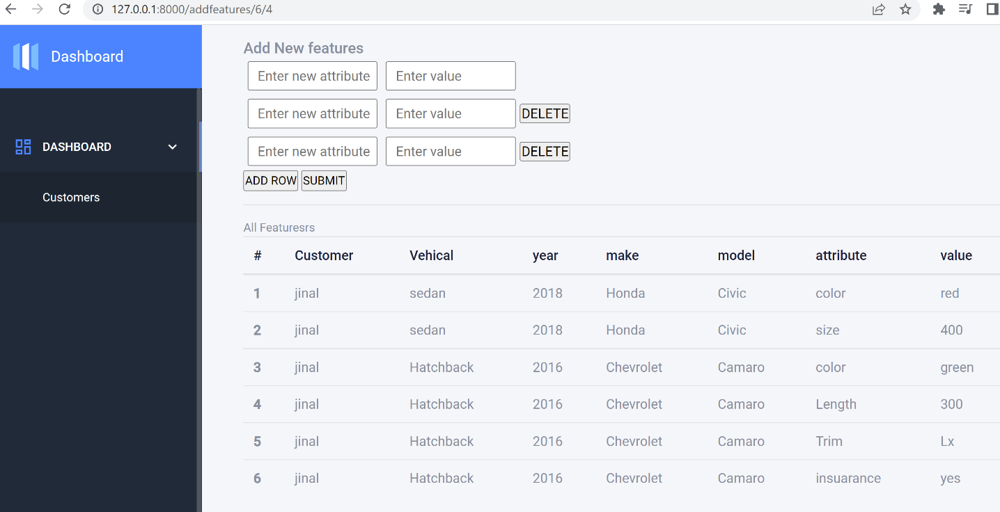 127.0.0.1:8000/addfeatures/6/4
Dashboard
DASHBOARD
Customers
Add New features
Enter new attribute Enter value
Enter new attribute Enter value DELETE
Enter new attribute Enter value DELETE
ADD ROW SUBMIT
All Featuresrs
# Customer Vehical year make model attribute value
1 jinal sedan 2018 Honda Civic color red
2 jinal sedan 2018 Honda Civic size 400
3 jinal Hatchback 2016 Chevrolet Camaro color green
4 jinal Hatchback 2016 Chevrolet Camaro Length 300
5 jinal Hatchback 2016 Chevrolet Camaro Trim Lx
6 jinal Hatchback 2016 Chevrolet Camaro insuarance yes